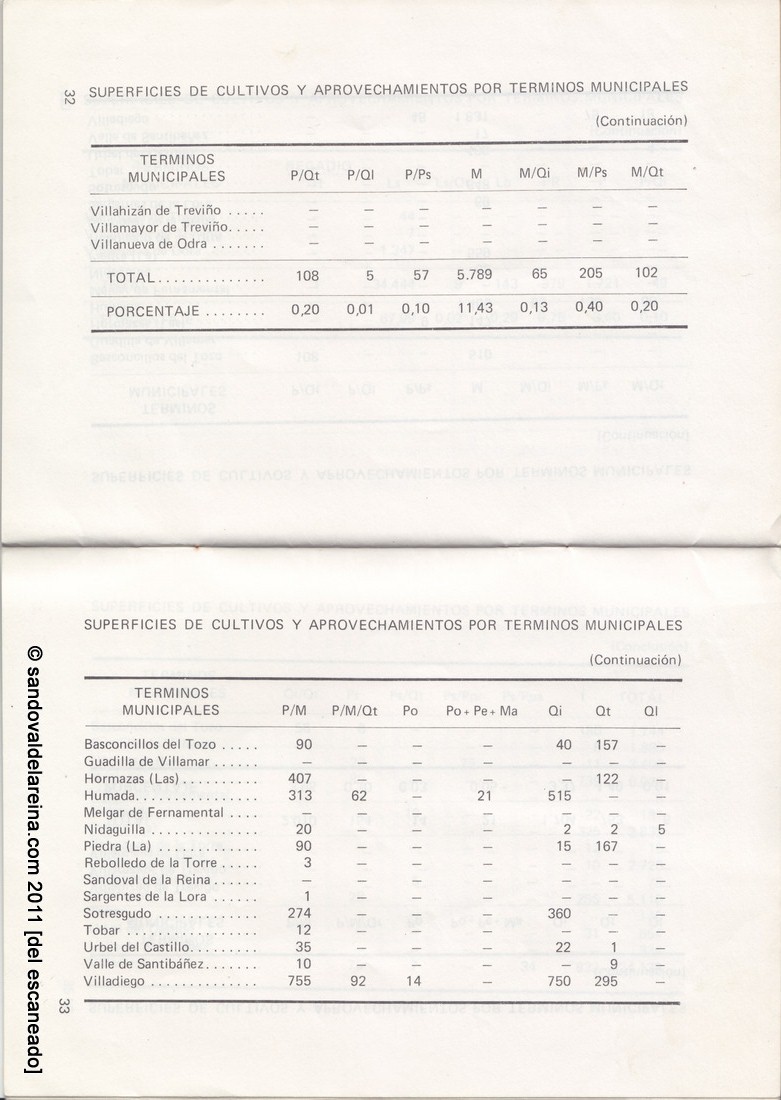 32
SUPERFICIES DE CULTIVOS Y APROVECHAMIENTOS POR TERMINOS MUNICIPALES
(Continuación)
TERMINOS MUNICIPALES P/Qt P/Ql P/Ps M M/Qi M/Ps M/Qt
Villahizán de Treviño ..... — — — — — — —
Villamayor de Treviño..... — — — — — — —
Villanueva de Odra ....... — — — — — — —
TOTAL.............. 108 5 57 5.789 65 205 102
PORCENTAJE ........ 0,20 0,01 0,10 11,43 0,13 0,40 0,20
SUPERFICIES DE CULTIVOS Y APROVECHAMIENTOS POR TERMINOS MUNICIPALES
(Continuación)
TERMINOS MUNICIPALES P/M P/M/Qt Po Po + Pe + Ma Qi Qt Ql
Basconcillos del Tozo ..... 90 — — — 40 157 —
Guadilla de Villamar ...... — — — — — — —
Hormazas (Las).......... 407 — — — — 122 —
Humada................ 313 62 — 21 515 — —
Melgar de Fernamental .... — — — — — — —
Nidaguilla ............. 20 — — — 2 2 5
Piedra (La) ............ 90 — — — 15 167 —
Rebolledo de la Torre ..... 3 — — — — — —
Sandoval de la Reina ...... — — — — — — —
Sargentes de la Lora ...... 1 — — — — — —
Sotresgudo ............. 274 — — — 360 — —
Tobar ................. 12 — — — — — —
Urbel del Castillo......... 35 — — — 22 1 —
Valle de Santibáñez....... 10 — — — — 9 —
Villadiego .............. 755 92 14 — 750 295 —
33
© sandovaldelareina.com 2011 [del escaneado]